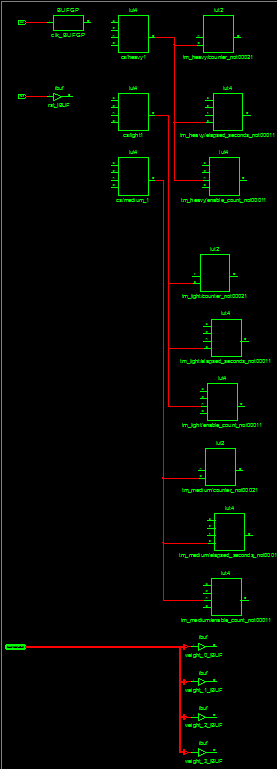 BUFGP
clk_BUFGP
lut4
cs/heavy1
lut2
tm_heavy/counter_not00021
ibuf
rst_IBUF
lut4
cs/light1
lut4
tm_heavy/elapsed_seconds_not00011
lut4
cs/medium_1
lut4
tm_heavy/enable_count_not00011
lut2
tm_light/counter_not00021
lut4
tm_light/elapsed_seconds_not00011
lut4
tm_light/enable_count_not00011
lut2
tm_medium/counter_not00021
lut4
tm_medium/elapsed_seconds_not0001
lut4
tm_medium/enable_count_not00011
ibuf
weight_0_IBUF
ibuf
weight_1_IBUF
ibuf
weight_2_IBUF
ibuf
weight_3_IBUF